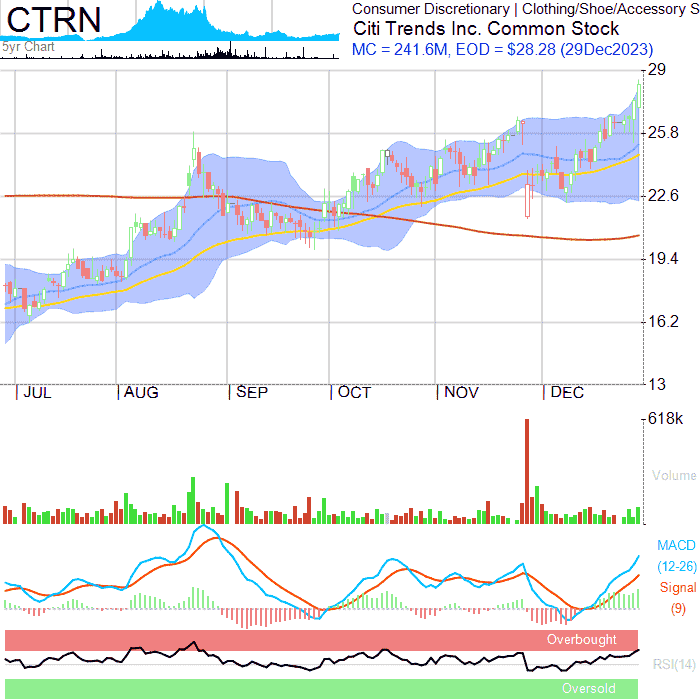 CTRN
5yr Chart
Consumer Discretionary | Clothing/Shoe/Accessory S
Citi Trends Inc. Common Stock
MC = 241.6M, EOD = $28.28 (29Dec2023)
29
25.8
22.6
19.4
16.2
13
JUL AUG SEP OCT NOV DEC
618k
Volume
MACD
(12-26)
Signal
(9)
Overbought
RSI(14)
Oversold